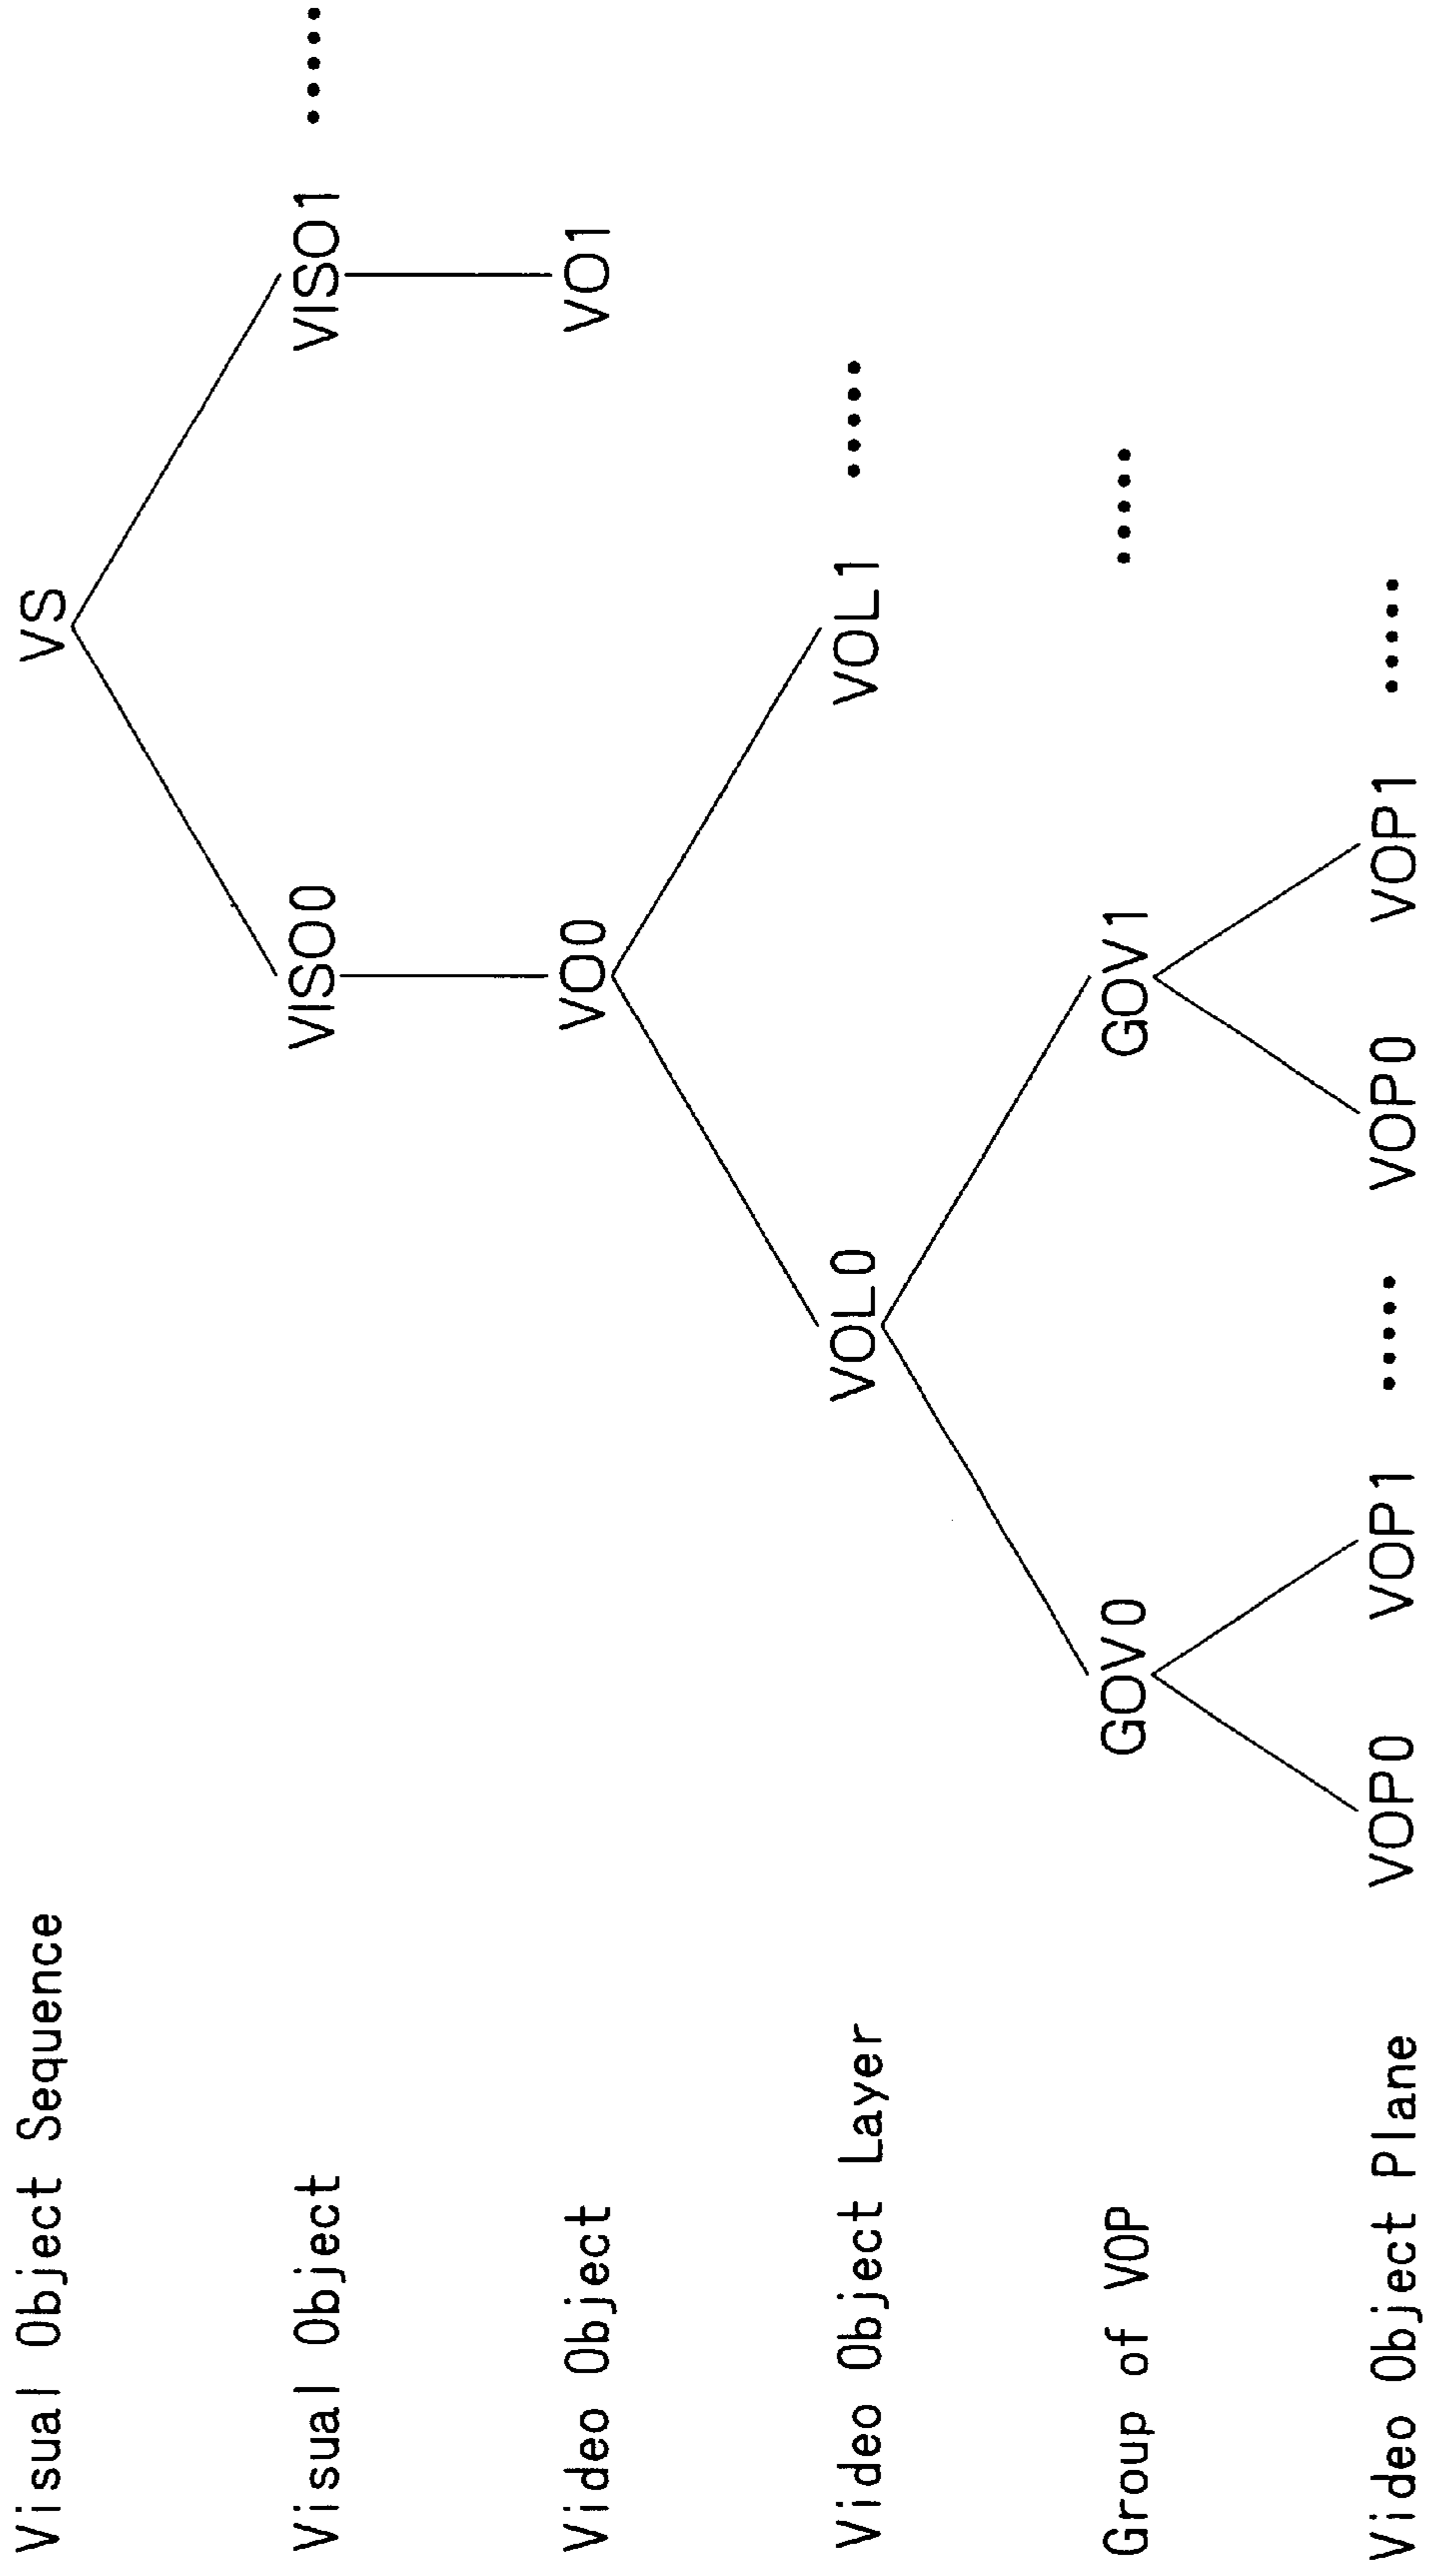 Visual Object Sequence VS
Visual Object VISO0 VISO1 .....
Video Object VO0 VO1
Video Object Layer VOL0 VOL1 .....
Group of VOP GOV0 GOV1 .....
Video Object Plane VOP0 VOP1 ..... VOP0 VOP1 .....